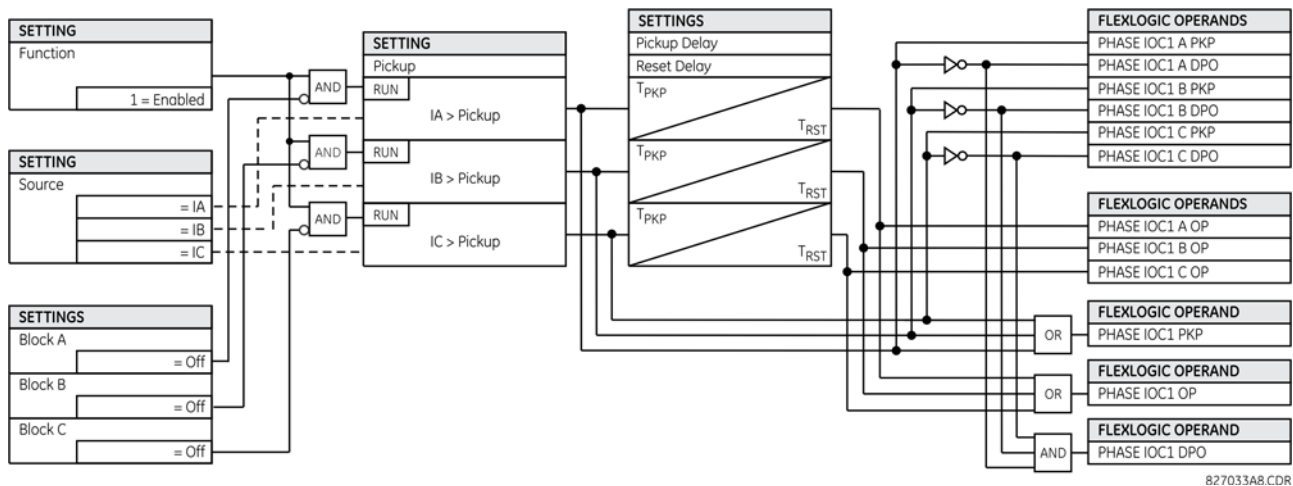 SETTING
Function
1 = Enabled
SETTING
Source
= IA
= IB
= IC
SETTINGS
Block A
= Off
Block B
= Off
Block C
= Off
AND
AND
AND
SETTING
Pickup
RUN
IA > Pickup
RUN
IB > Pickup
RUN
IC > Pickup
SETTINGS
Pickup Delay
Reset Delay
TPKP
TRST
TPKP
TRST
TPKP
TRST
FLEXLOGIC OPERANDS
PHASE IOC1 A PKP
PHASE IOC1 A DPO
PHASE IOC1 B PKP
PHASE IOC1 B DPO
PHASE IOC1 C PKP
PHASE IOC1 C DPO
FLEXLOGIC OPERANDS
PHASE IOC1 A OP
PHASE IOC1 B OP
PHASE IOC1 C OP
OR
FLEXLOGIC OPERAND
PHASE IOC1 PKP
OR
FLEXLOGIC OPERAND
PHASE IOC1 OP
AND
FLEXLOGIC OPERAND
PHASE IOC1 DPO
827033A8.CDR